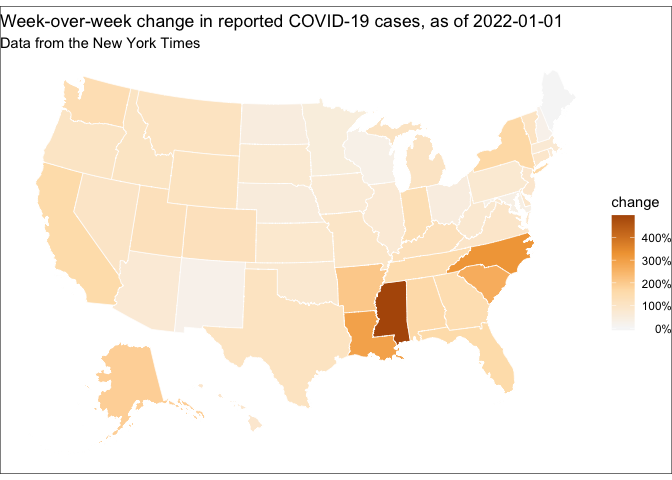 Week-over-week change in reported COVID-19 cases, as of 2022-01-01
Data from the New York Times
change
400%
300%
200%
100%
0%